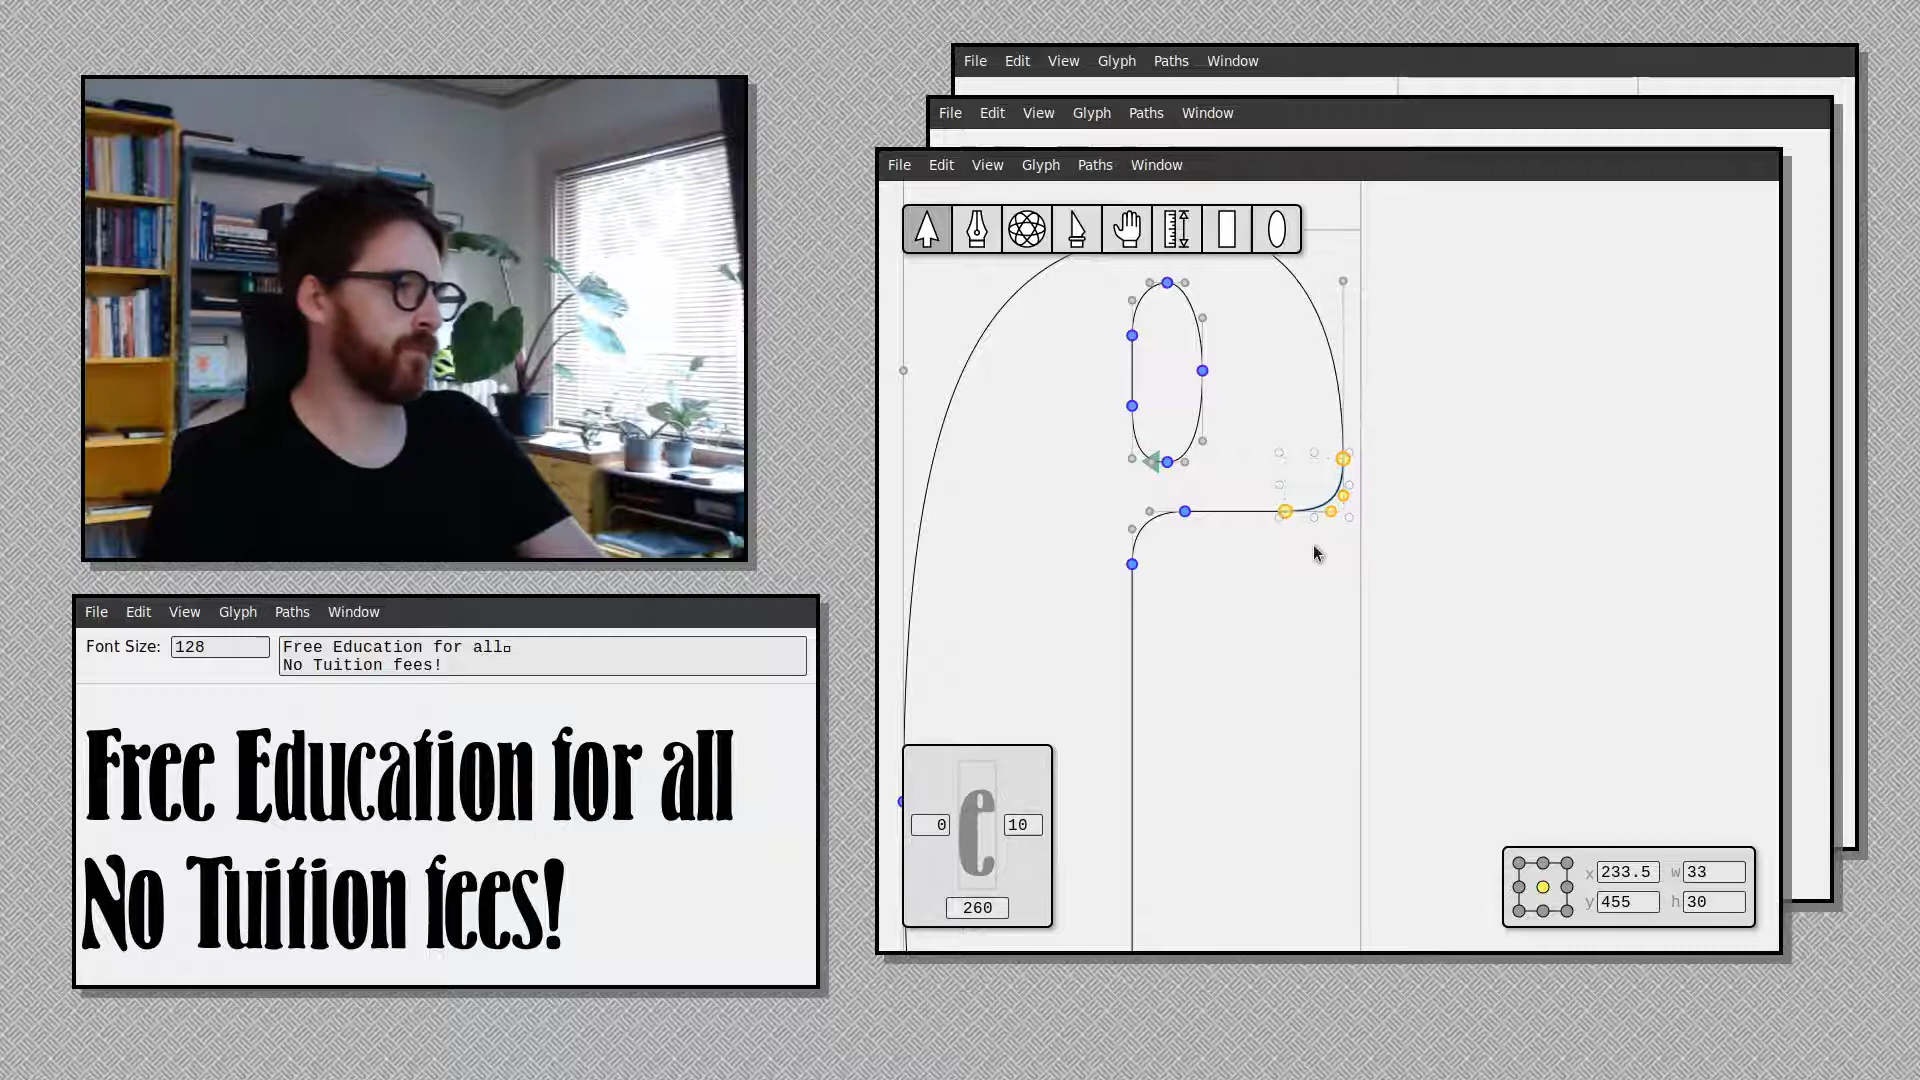 File Edit View Glyph Paths Window
File Edit View Glyph Paths Window
File Edit View Glyph Paths Window
0
10
260
x 233.5 w 33
y 455 h 30
File Edit View Glyph Paths Window
Font Size: 128
Free Education for all
No Tuition fees!
Free Education for all
No Tuition fees!